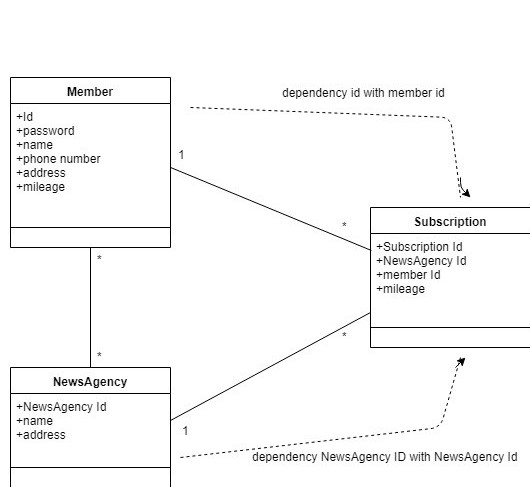 dependency id with member id
Member
+Id
+password
+name
+phone number
+address
+mileage
1
*
Subscription
+Subscription Id
+NewsAgency Id
+member Id
+mileage
*
*
*
NewsAgency
+NewsAgency Id
+name
+address
1
dependency NewsAgency ID with NewsAgency Id